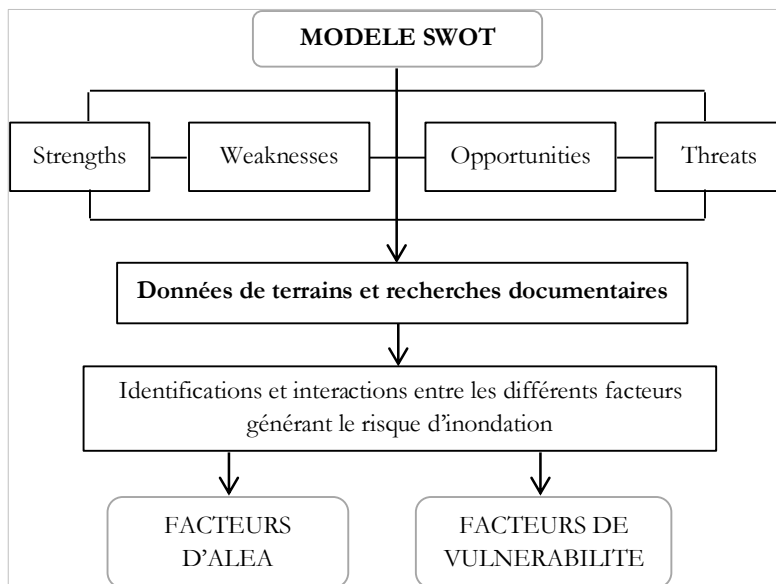 MODELE SWOT
Strengths
Weaknesses
Opportunities
Threats
Données de terrains et recherches documentaires
Identifications et interactions entre les différents facteurs
générant le risque d'inondation
FACTEURS
D'ALEA
FACTEURS DE
VULNERABILITE